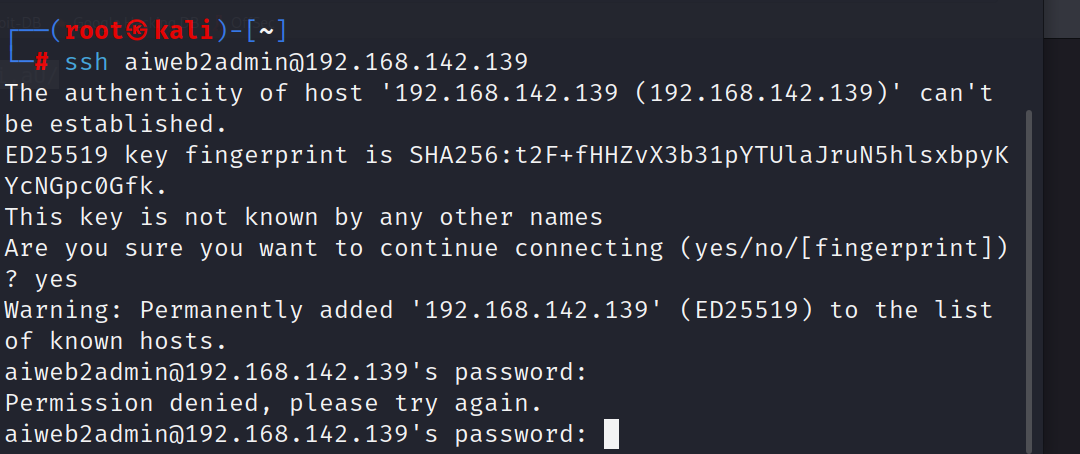 ┌──(root㉿kali)-[~]
└─# ssh aiweb2admin@192.168.142.139
The authenticity of host '192.168.142.139 (192.168.142.139)' can't
be established.
ED25519 key fingerprint is SHA256:t2F+fHHZvX3b31pYTUlaJruN5hlsxbpyK
YcNGpc0Gfk.
This key is not known by any other names
Are you sure you want to continue connecting (yes/no/[fingerprint])
? yes
Warning: Permanently added '192.168.142.139' (ED25519) to the list
of known hosts.
aiweb2admin@192.168.142.139's password:
Permission denied, please try again.
aiweb2admin@192.168.142.139's password: